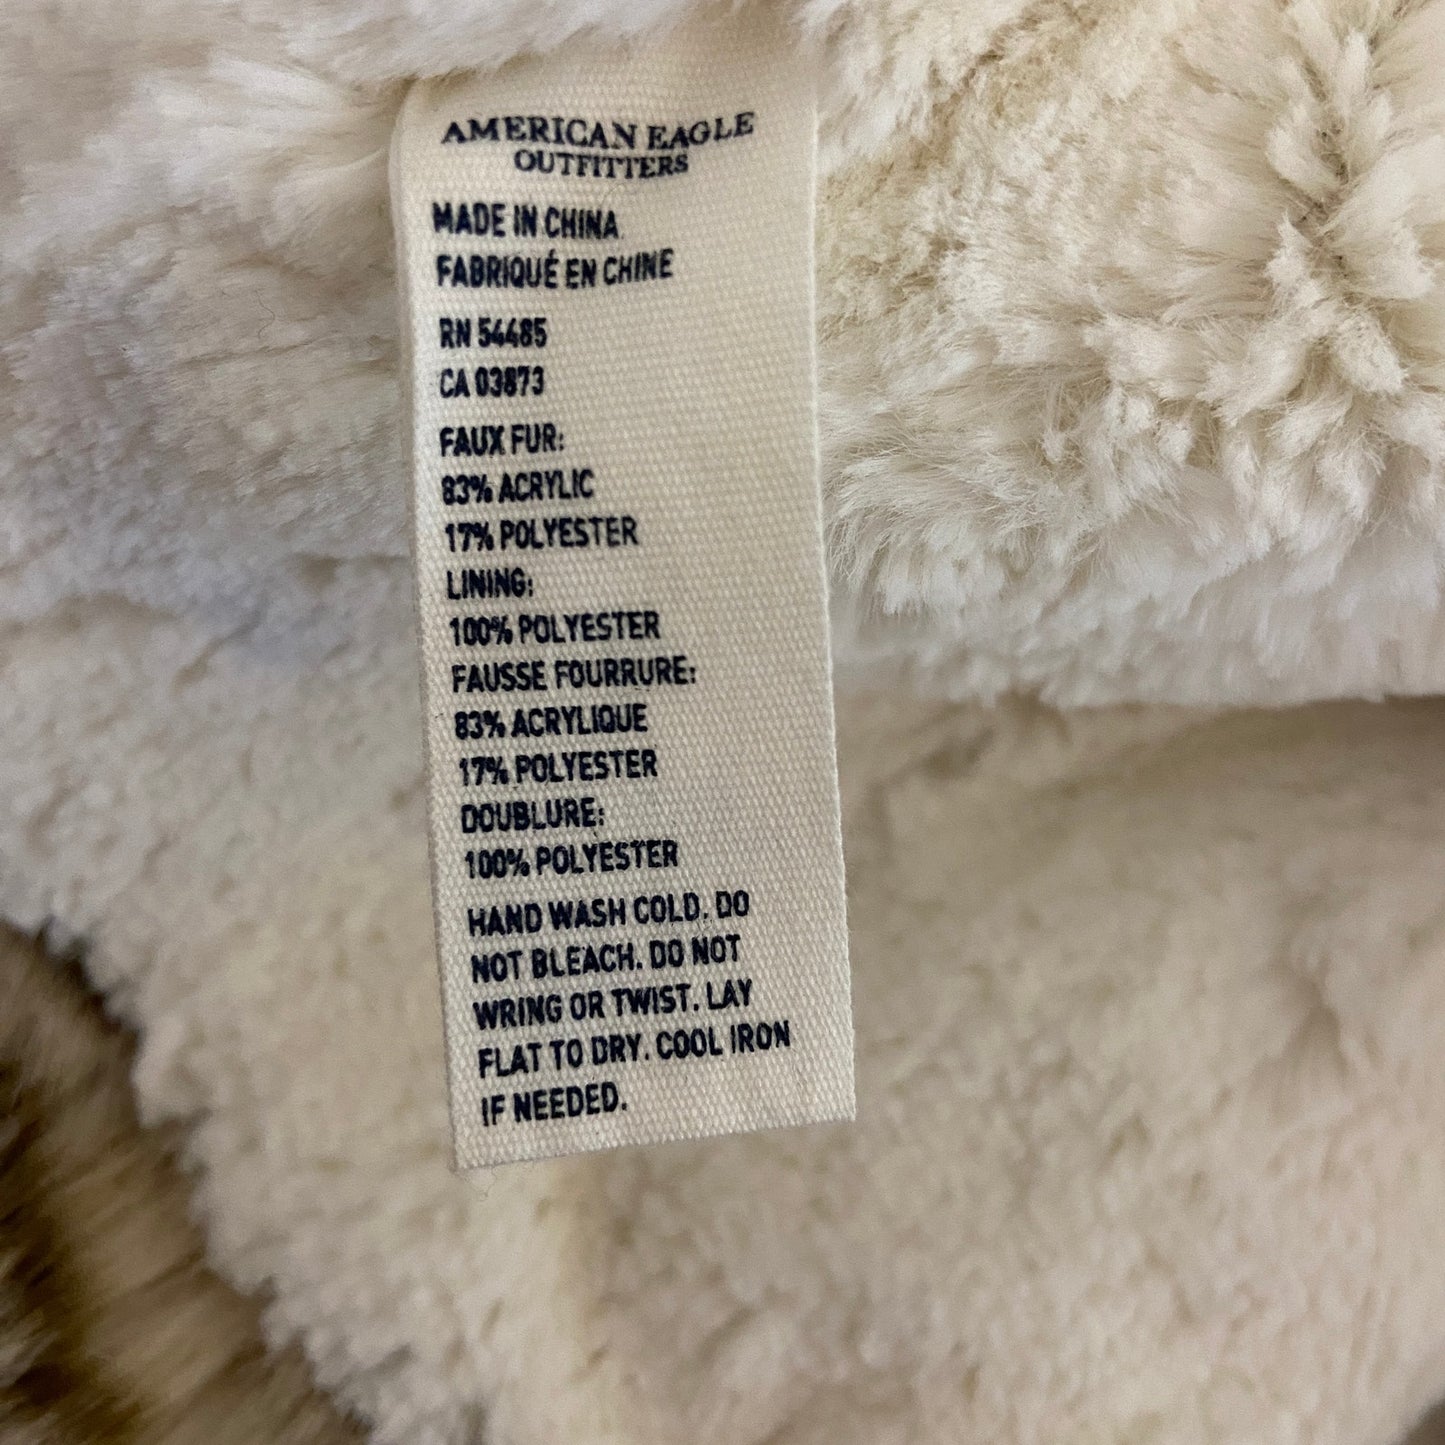 AMERICAN EAGLE
OUTFITTERS
MADE IN CHINA
FABRIQUÉ EN CHINE
RN 54485
CA 03873
FAUX FUR:
83% ACRYLIC
17% POLYESTER
LINING:
100% POLYESTER
FAUSSE FOURRURE:
83% ACRYLIQUE
17% POLYESTER
DOUBLURE:
100% POLYESTER
HAND WASH COLD. DO
NOT BLEACH. DO NOT
WRING OR TWIST. LAY
FLAT TO DRY. COOL IRON
IF NEEDED.